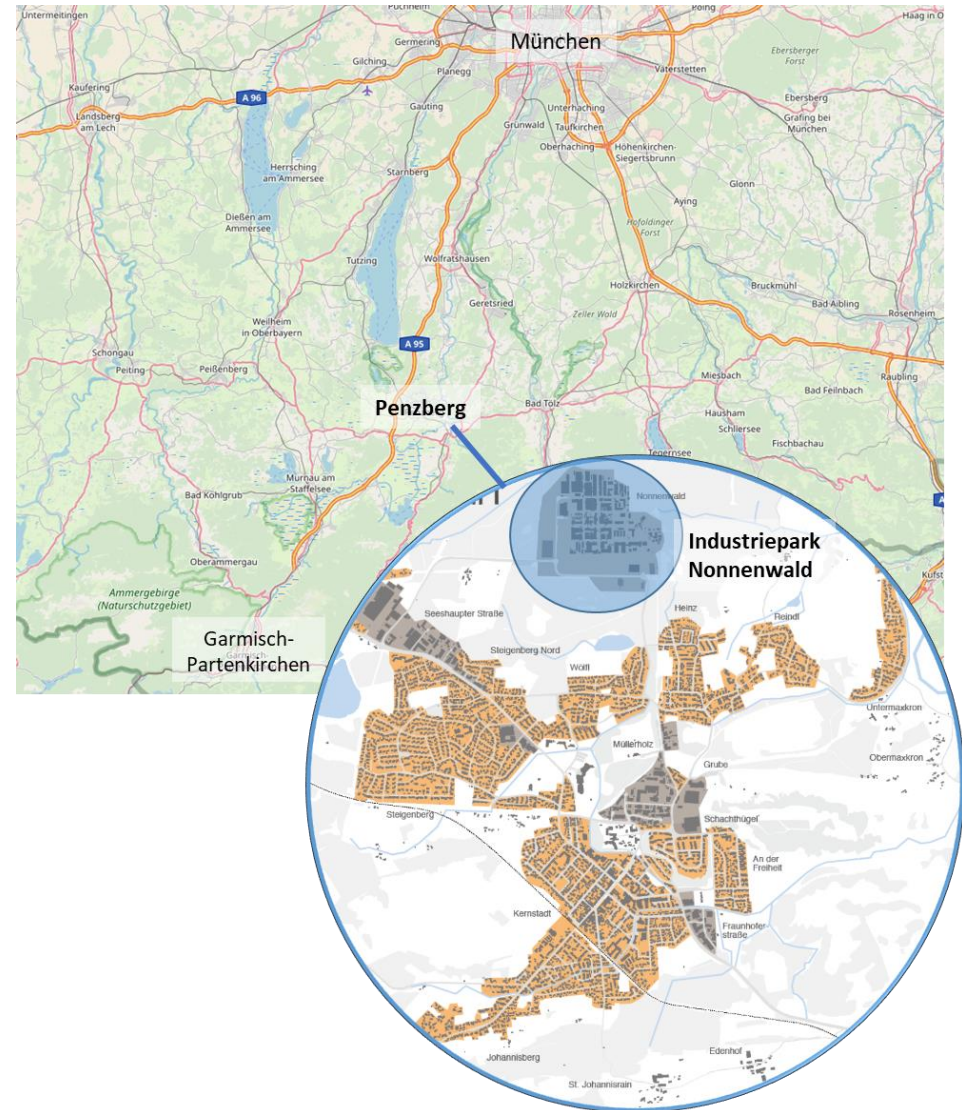 Untermeitingen
Puchheim
Poing
Haag in O
Germering
München
Gilching
Planegg
Vaterstetten
Ebersberger
Forst
Kaufering
A 96
Gauting
Unterhaching
Ebersberg
Landsberg
am Lech
Grünwald
Taufkirchen
Grafing bei
München
Oberhaching
Höhenkirchen-
Siegertsbrunn
Herrsching
am Ammersee
Starnberg
Glonn
Aying
Dießen am
Ammersee
Hofoldinger
Forst
Tutzing
Wolfratshausen
Holzkirchen
Bruckmühl
Bad Aibling
Geretsried
Rosenheim
Weilheim
in Oberbayern
Zeller Wald
A 95
Schongau
Peiting
Peißenberg
Miesbach
Raubling
Bad Feilnbach
Penzberg
Bad Tölz
Hausham
Schliersee
Fischbachau
Tegernsee
Murnau am
Staffelsee
Bad Kohlgrub
Nonnenwald
A
Industriepark
Nonnenwald
Oberammergau
Kufst
Ammergebirge
(Naturschutzgebiet)
Seeshaupter Straße
Heinz
Reindl
Garmisch-
Partenkirchen
Steigenberg Nord
Wölfl
Untermaxkron
Müllerholz
Obermaxkron
Grube
Steigenberg
Schachthügel
An der
Freiheit
Kernstadt
Fraunhofer
straße
Johannisberg
Edenhof
St. Johannisrain